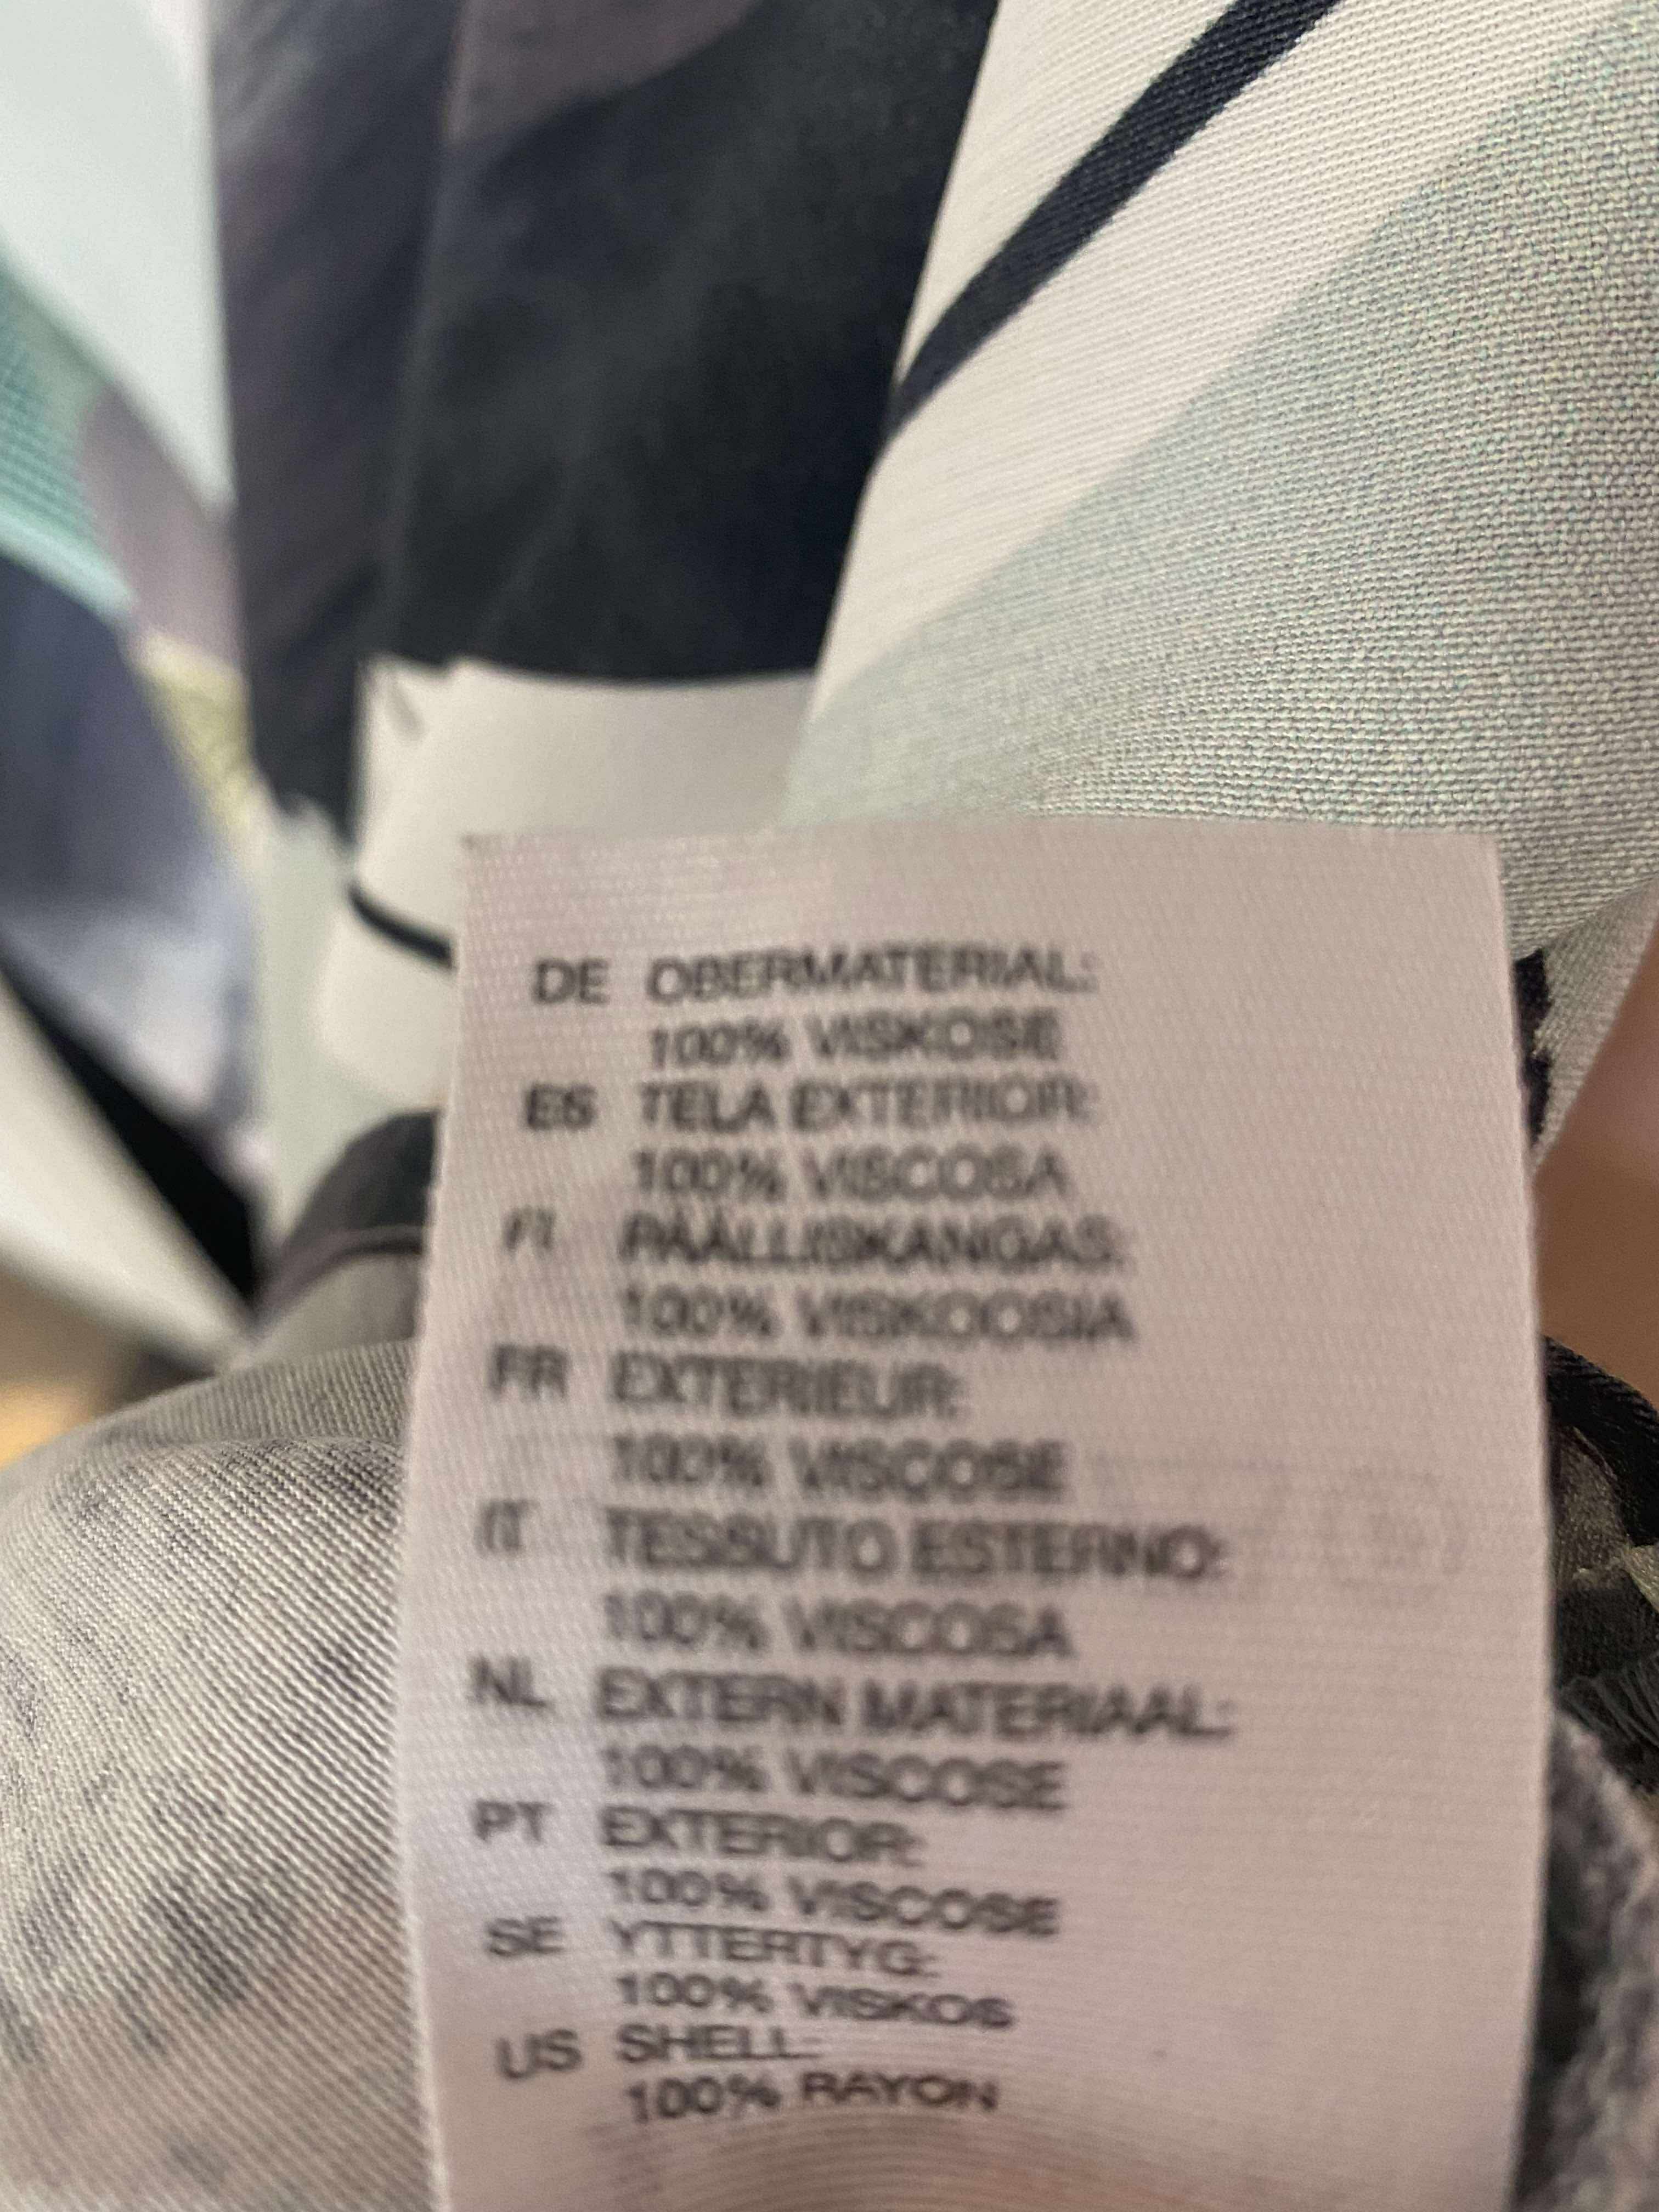 DE OBERMATERIAL:
100% VISKOSE
ES TELA EXTERIOR:
100% VISCOSA
FI PÄÄLLISKANGAS:
100% VISKOOSIA
FR EXTERIEUR:
100% VISCOSE
IT TESSUTO ESTERNO:
100% VISCOSA
NL EXTERN MATERIAAL:
100% VISCOSE
PT EXTERIOR:
100% VISCOSE
SE YTTERTYG:
100% VISKOS
US SHELL:
100% RAYON